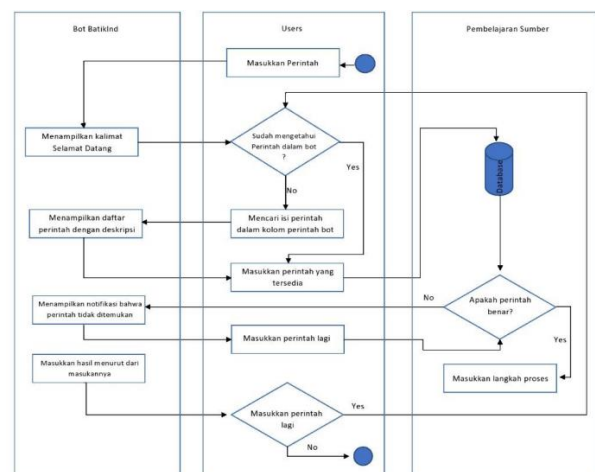 Bot BatikInd
Users
Pembelajaran Sumber
Masukkan Perintah
Menampilkan kalimat
Selamat Datang
Sudah mengetahui
Perintah dalam bot
?
Yes
No
Database
Menampilkan daftar
perintah dengan deskripsi
Mencari isi perintah
dalam kolom perintah bot
Masukkan perintah yang
tersedia
Menampilkan notifikasi bahwa
perintah tidak ditemukan
No
Apakah perintah
benar?
Yes
Masukkan perintah lagi
Masukkan hasil menurut dari
masukannya
Masukkan langkah proses
Masukkan perintah
lagi
Yes
No